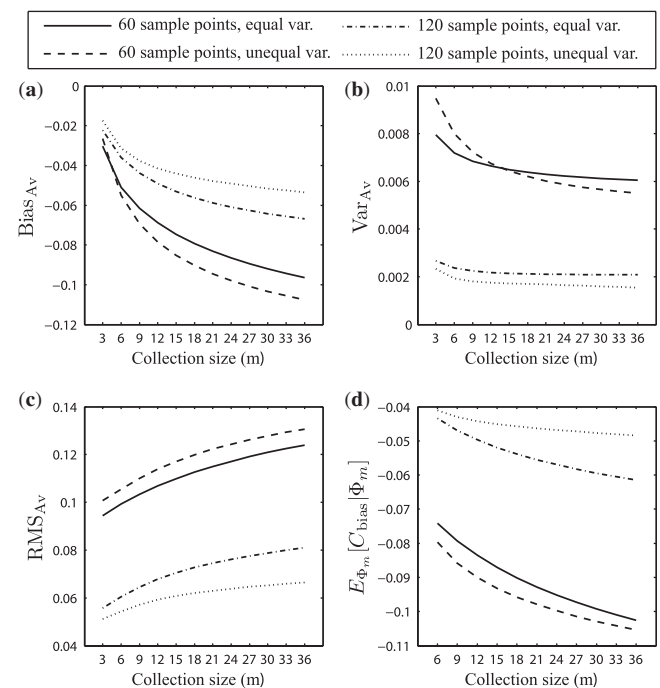 60 sample points, equal var.
120 sample points, equal var.
60 sample points, unequal var.
120 sample points, unequal var.
(a)
0
−0.02
−0.04
−0.06
−0.08
−0.1
−0.12
Bias_Av
3 6 9 12 15 18 21 24 27 30 33 36
Collection size (m)
(b)
0.01
0.008
0.006
0.004
0.002
0
Var_Av
3 6 9 12 15 18 21 24 27 30 33 36
Collection size (m)
(c)
0.14
0.12
0.1
0.08
0.06
0.04
RMS_Av
3 6 9 12 15 18 21 24 27 30 33 36
Collection size (m)
(d)
−0.04
−0.05
−0.06
−0.07
−0.08
−0.09
−0.1
−0.11
E_Φ_m [C_bias|Φ_m]
6 9 12 15 18 21 24 27 30 33 36
Collection size (m)